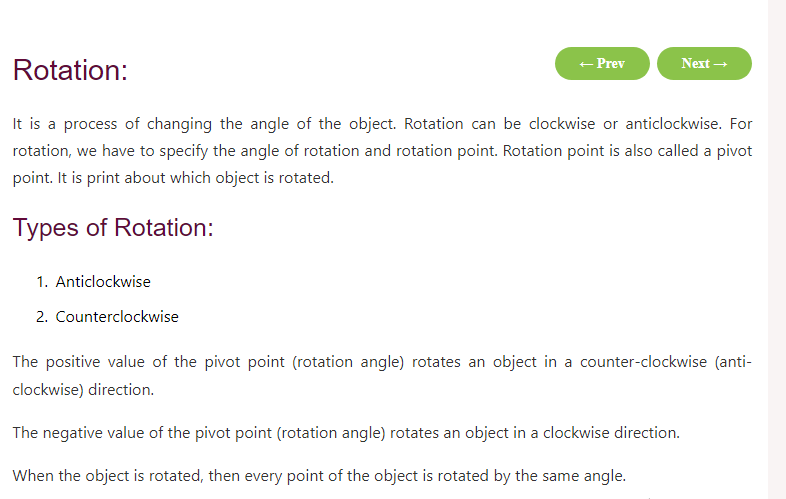 Rotation:
← Prev
Next →
It is a process of changing the angle of the object. Rotation can be clockwise or anticlockwise. For
rotation, we have to specify the angle of rotation and rotation point. Rotation point is also called a pivot
point. It is print about which object is rotated.
Types of Rotation:
1. Anticlockwise
2. Counterclockwise
The positive value of the pivot point (rotation angle) rotates an object in a counter-clockwise (anti-
clockwise) direction.
The negative value of the pivot point (rotation angle) rotates an object in a clockwise direction.
When the object is rotated, then every point of the object is rotated by the same angle.